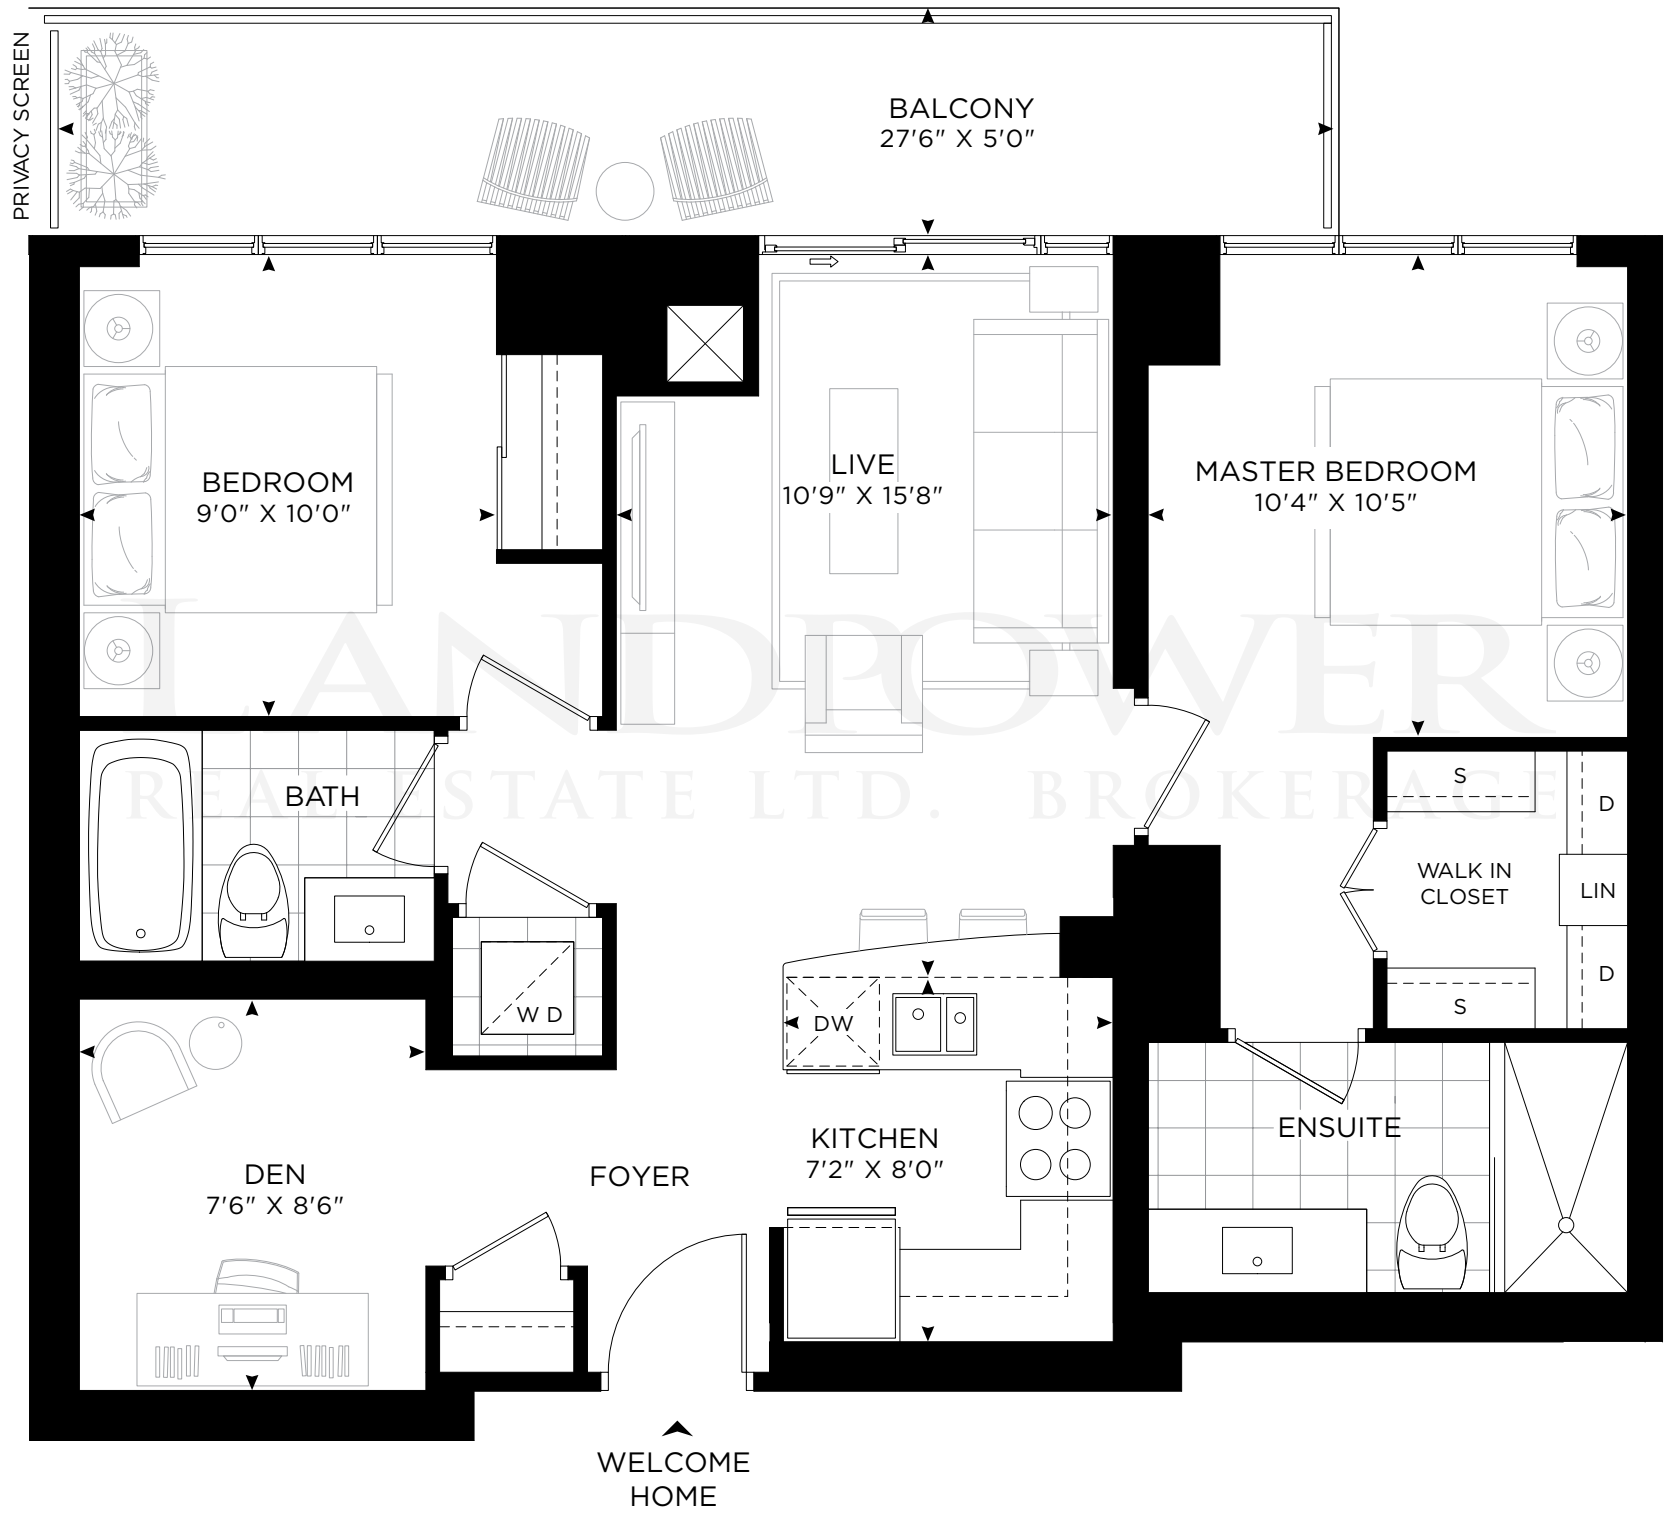 PRIVACY SCREEN
BALCONY
27'6" X 5'0"
BEDROOM
9'0" X 10'0"
LIVE
10'9" X 15'8"
MASTER BEDROOM
10'4" X 10'5"
LANDPOWER
REAL ESTATE LTD. BROKERAGE
BATH
S
D
WALK IN
CLOSET
LIN
D
S
W D
DW
ENSUITE
KITCHEN
7'2" X 8'0"
DEN
7'6" X 8'6"
FOYER
WELCOME
HOME